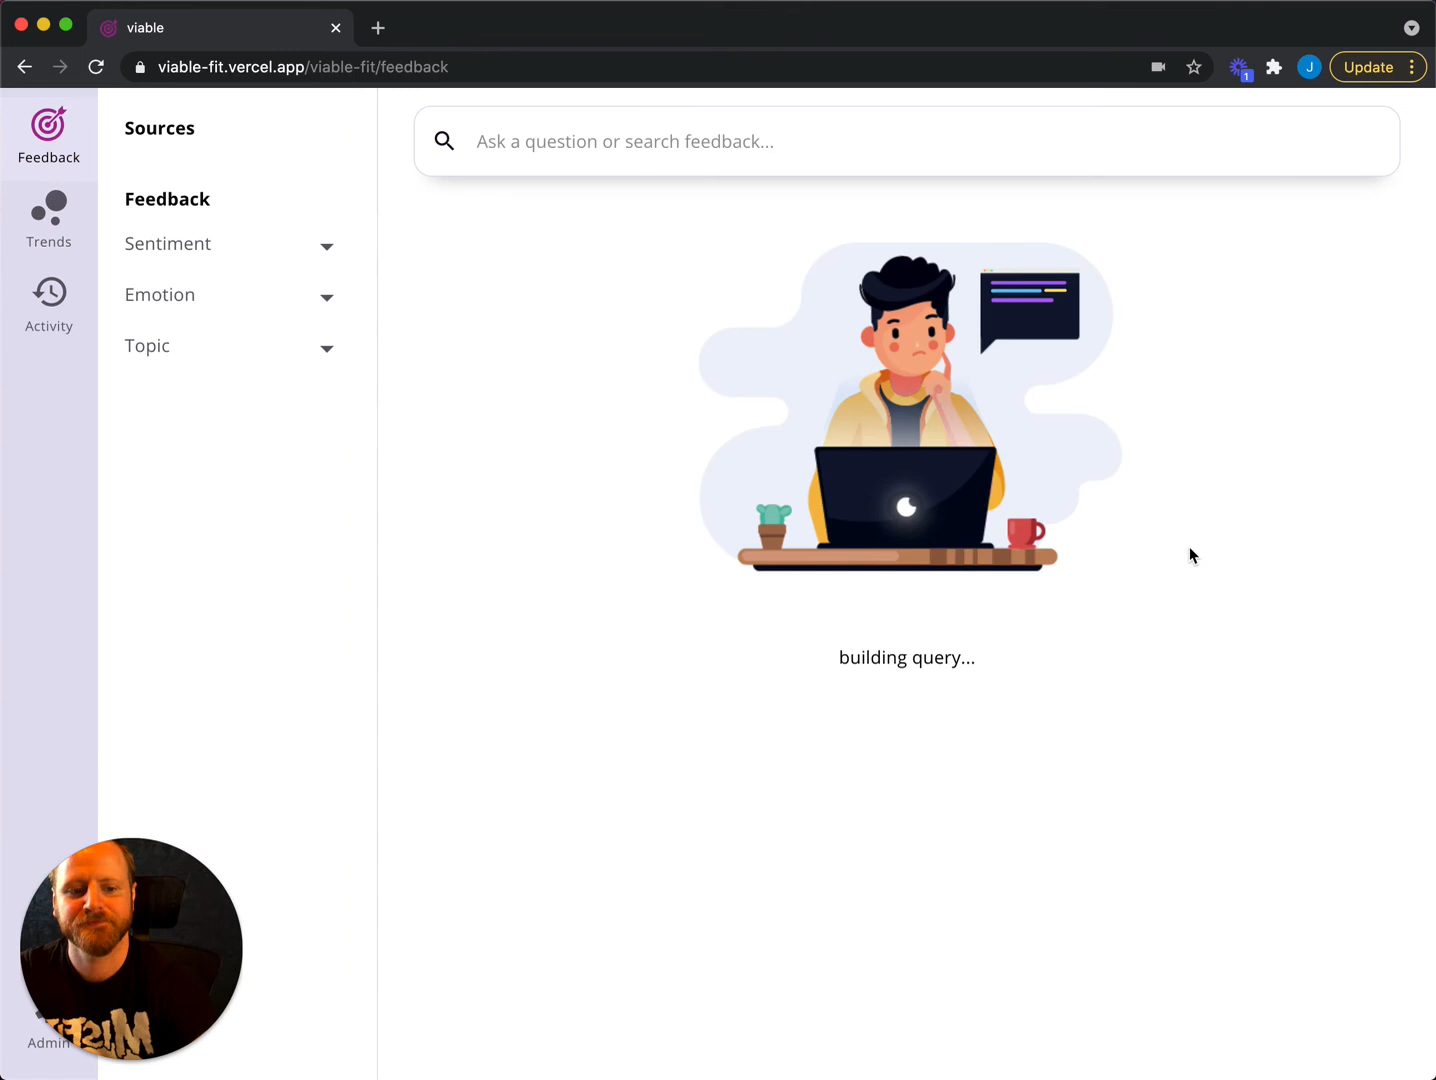 viable
viable-fit.vercel.app/viable-fit/feedback
1
J
Update
Feedback
Trends
Activity
Admin
Sources
Feedback
Sentiment
Emotion
Topic
Ask a question or search feedback...
building query...